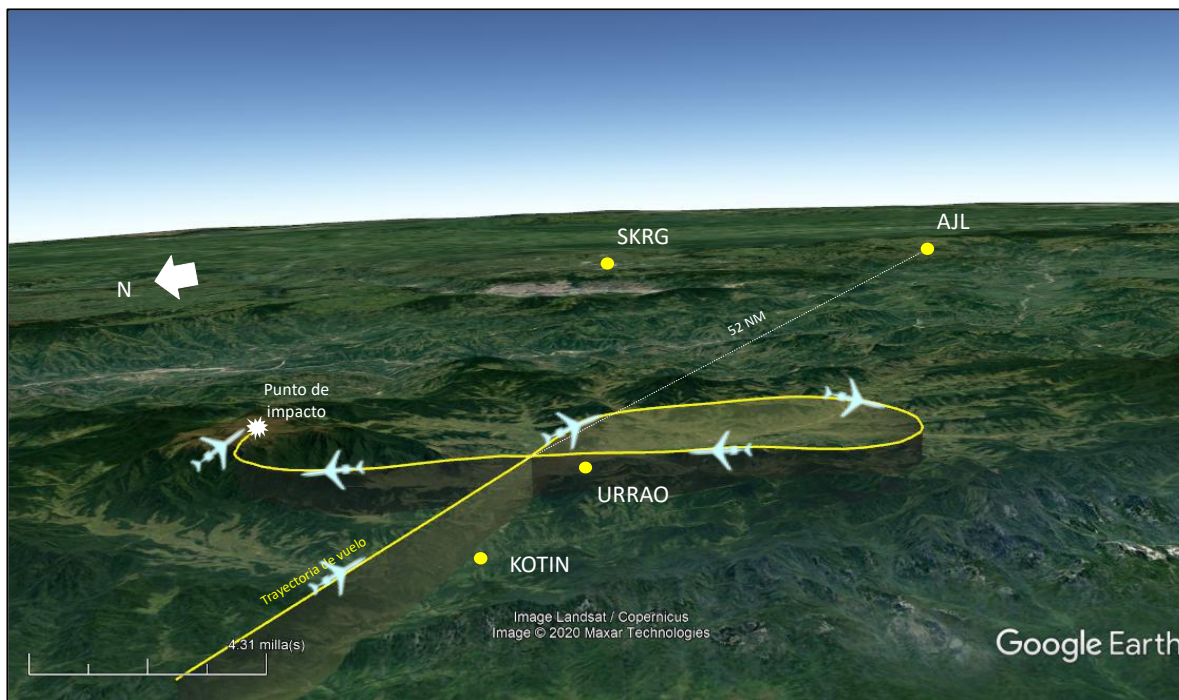 AJL
SKRG
N
52 NM
Punto de
impacto
URRAO
KOTIN
Trayectoria de vuelo
Image Landsat / Copernicus
Image © 2020 Maxar Technologies
4.31 milla(s)
Google Earth